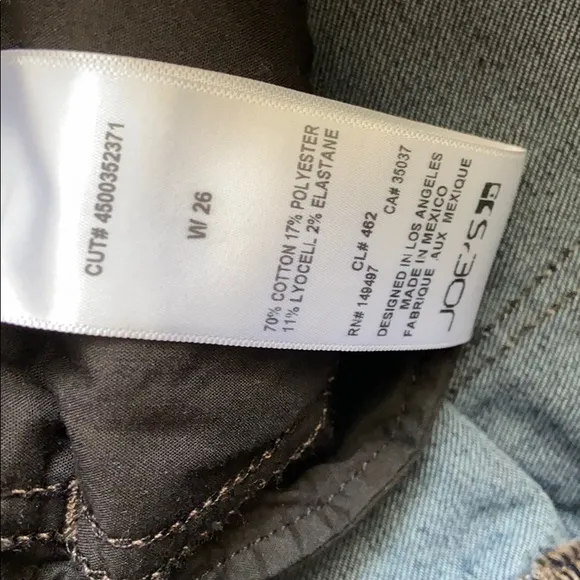 CUT# 4500352371
W/ 26
70% COTTON 17% POLYESTER
11% LYOCELL 2% ELASTANE
RN# 149497 CL# 462 CA# 35037
DESIGNED IN LOS ANGELES
MADE IN MEXICO
FABRIQUE AUX MEXIQUE
JOE'S